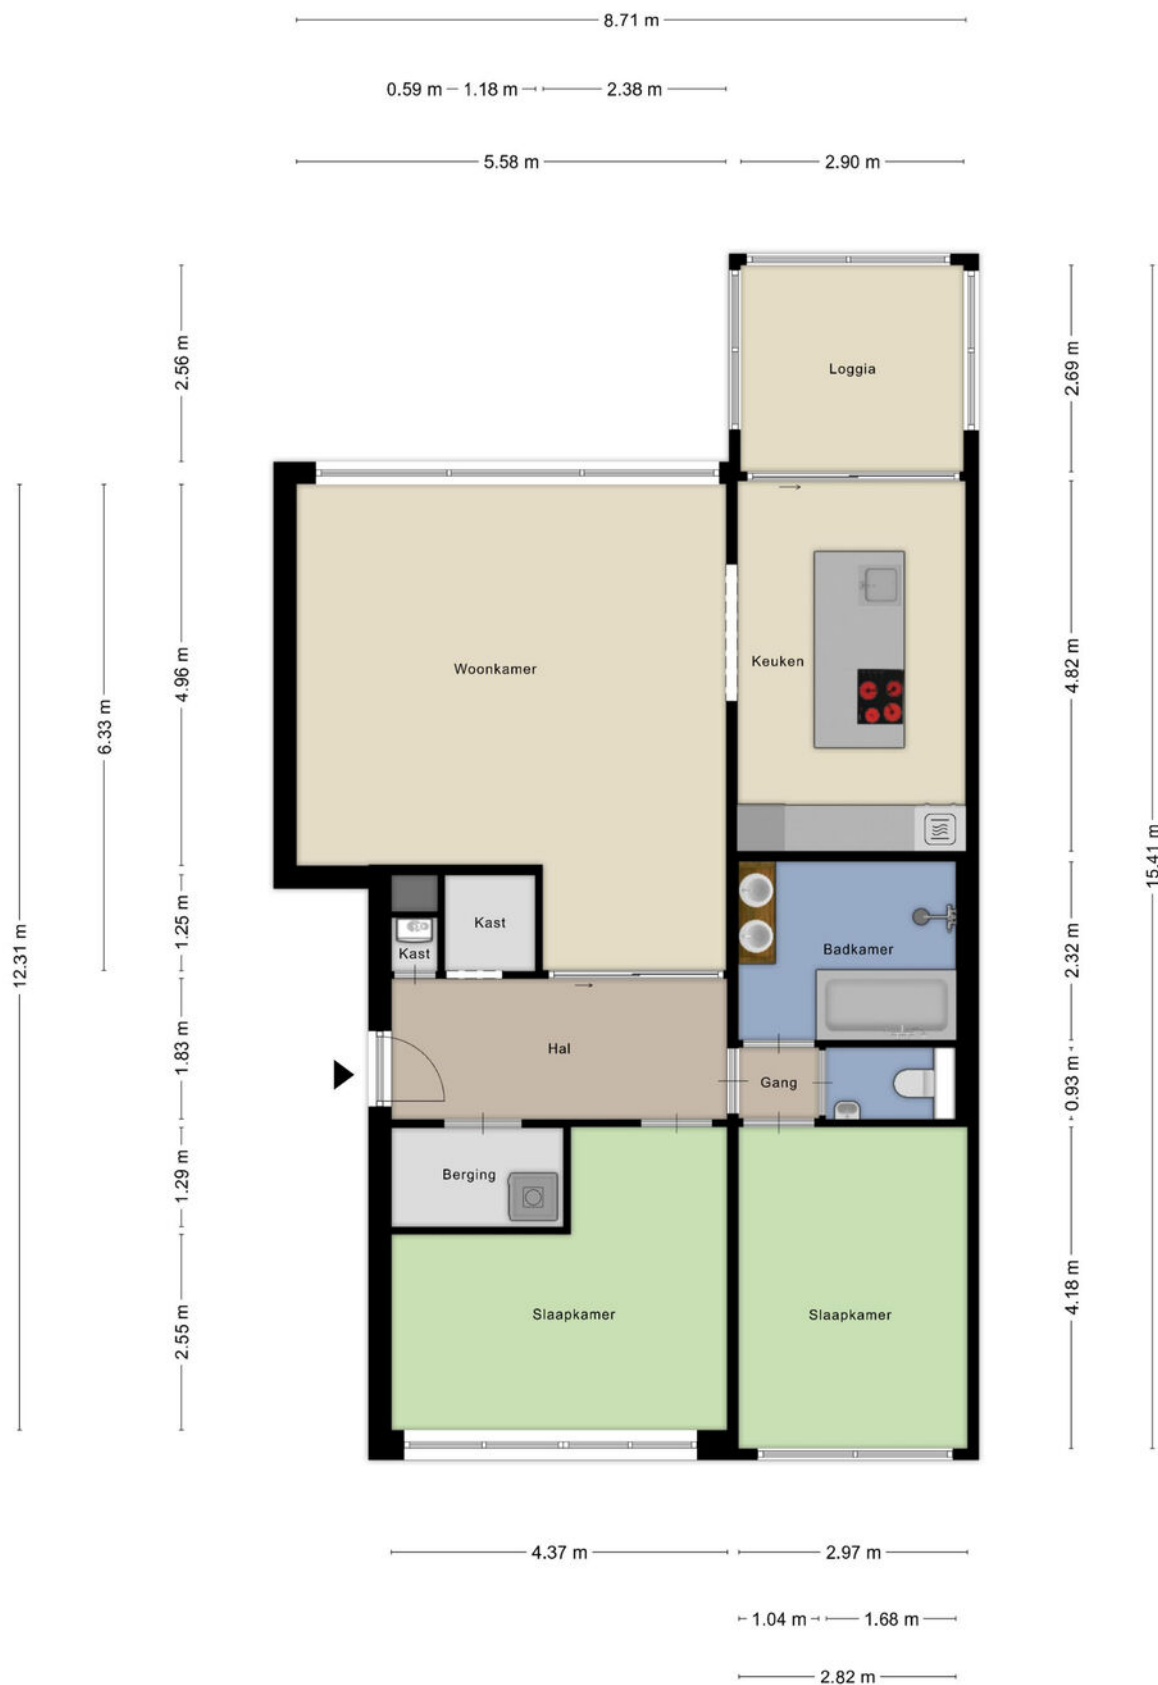 8.71 m
0.59 m
1.18 m
2.38 m
5.58 m
2.90 m
2.56 m
2.69 m
Loggia
4.96 m
6.33 m
12.31 m
Woonkamer
Keuken
4.82 m
15.41 m
1.25 m
Kast
Kast
Badkamer
2.32 m
1.83 m
Hal
Gang
0.93 m
1.29 m
Berging
2.55 m
Slaapkamer
Slaapkamer
4.18 m
4.37 m
2.97 m
1.04 m
1.68 m
2.82 m